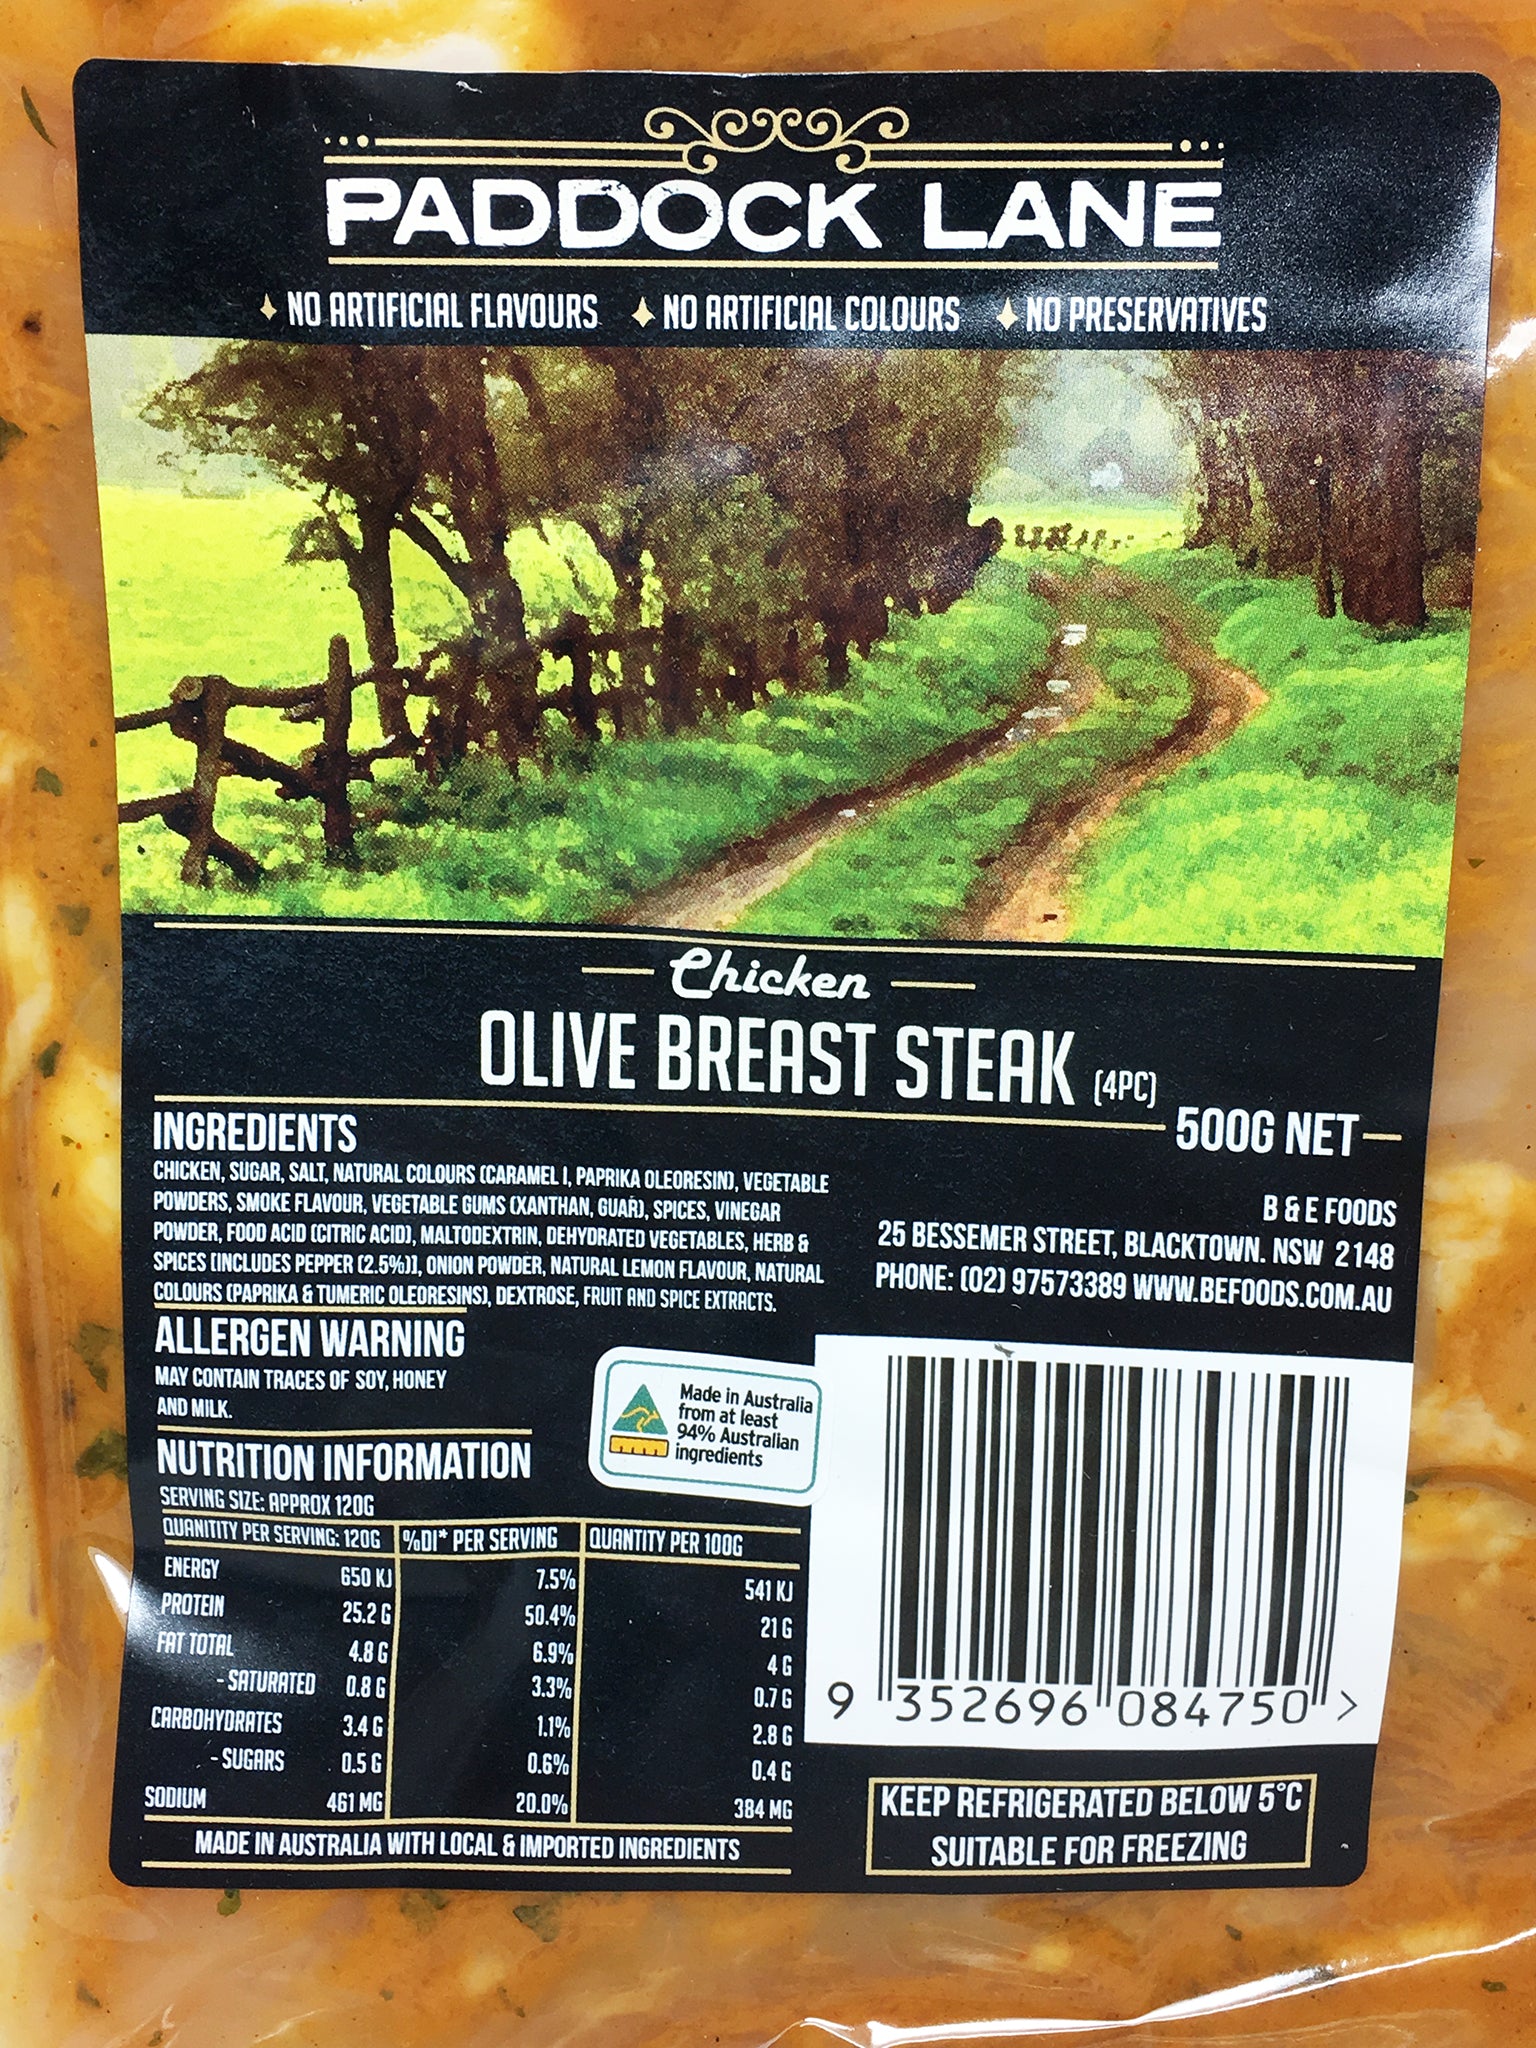 PADDOCK LANE
NO ARTIFICIAL FLAVOURS NO ARTIFICIAL COLOURS NO PRESERVATIVES
Chicken
OLIVE BREAST STEAK (4PC)
500G NET
INGREDIENTS
CHICKEN, SUGAR, SALT, NATURAL COLOURS (CARAMEL I, PAPRIKA OLEORESIN), VEGETABLE
POWDERS, SMOKE FLAVOUR, VEGETABLE GUMS (XANTHAN, GUAR), SPICES, VINEGAR
POWDER, FOOD ACID (CITRIC ACID), MALTODEXTRIN, DEHYDRATED VEGETABLES, HERB &
SPICES [INCLUDES PEPPER (2.5%)], ONION POWDER, NATURAL LEMON FLAVOUR, NATURAL
COLOURS (PAPRIKA & TUMERIC OLEORESINS), DEXTROSE, FRUIT AND SPICE EXTRACTS.
B & E FOODS
25 BESSEMER STREET, BLACKTOWN. NSW 2148
PHONE: (02) 97573389 WWW.BEFOODS.COM.AU
ALLERGEN WARNING
MAY CONTAIN TRACES OF SOY, HONEY
AND MILK.
Made in Australia
from at least
94% Australian
ingredients
NUTRITION INFORMATION
SERVING SIZE: APPROX 120G
QUANITITY PER SERVING: 120G %DI* PER SERVING QUANTITY PER 100G
ENERGY 650 KJ 7.5% 541 KJ
PROTEIN 25.2 G 50.4% 21 G
FAT TOTAL 4.8 G 6.9% 4 G
- SATURATED 0.8 G 3.3% 0.7 G
CARBOHYDRATES 3.4 G 1.1% 2.8 G
- SUGARS 0.5 G 0.6% 0.4 G
SODIUM 461 MG 20.0% 384 MG
MADE IN AUSTRALIA WITH LOCAL & IMPORTED INGREDIENTS
9 352696 084750 >
KEEP REFRIGERATED BELOW 5°C
SUITABLE FOR FREEZING